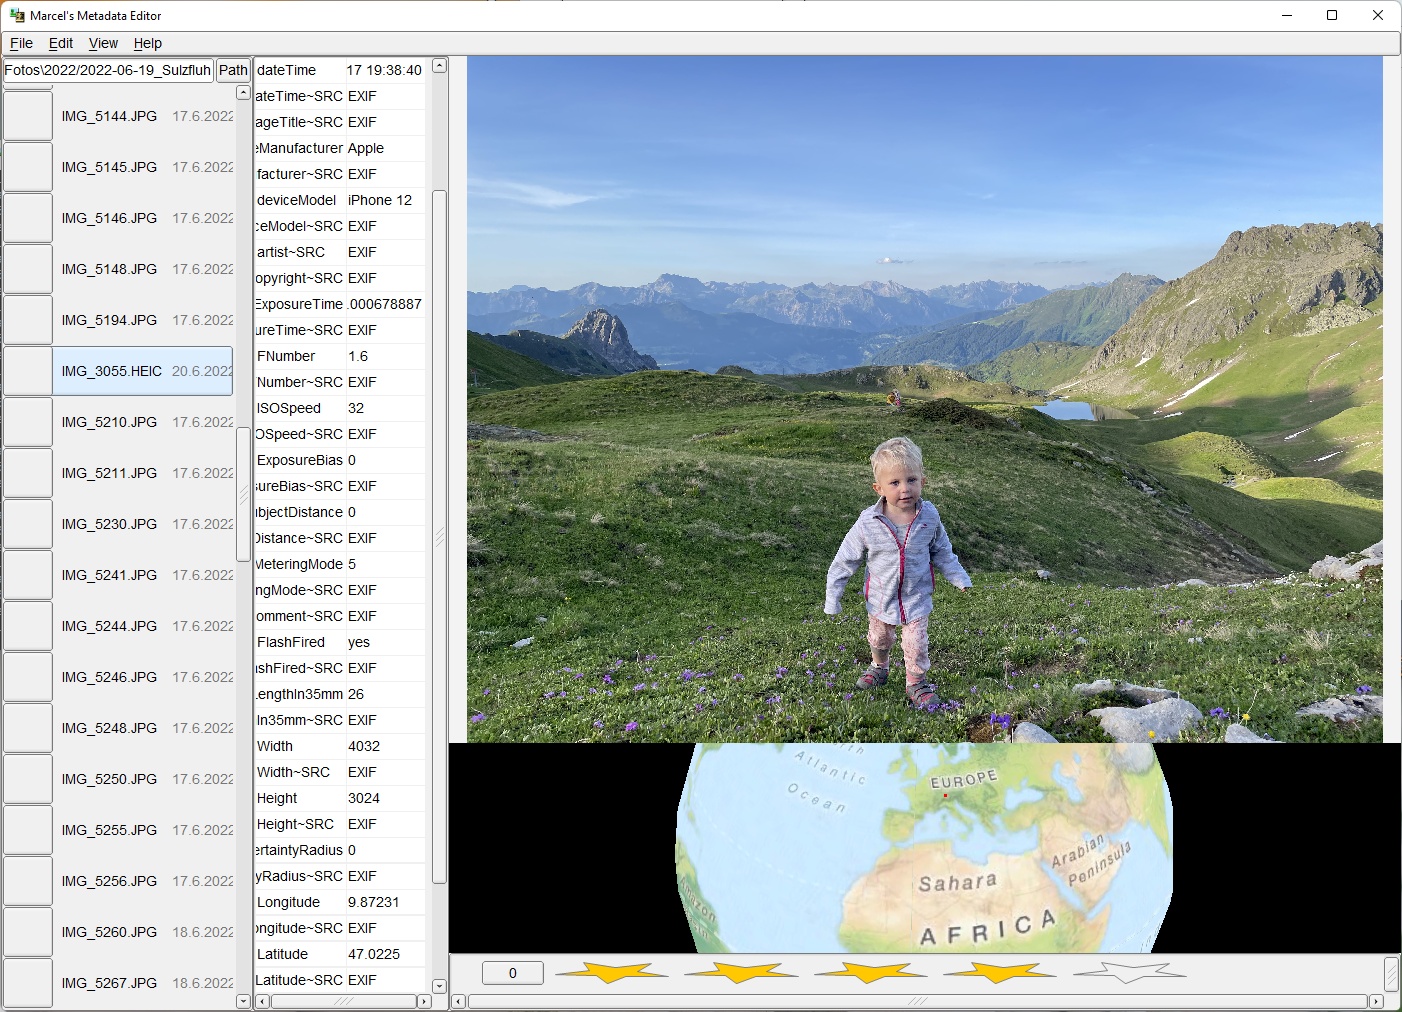 Marcel's Metadata Editor
File Edit View Help
Fotos\2022/2022-06-19_Sulzfluh Path
IMG_5144.JPG 17.6.2022
IMG_5145.JPG 17.6.2022
IMG_5146.JPG 17.6.2022
IMG_5148.JPG 17.6.2022
IMG_5194.JPG 17.6.2022
IMG_3055.HEIC 20.6.2022
IMG_5210.JPG 17.6.2022
IMG_5211.JPG 17.6.2022
IMG_5230.JPG 17.6.2022
IMG_5241.JPG 17.6.2022
IMG_5244.JPG 17.6.2022
IMG_5246.JPG 17.6.2022
IMG_5248.JPG 17.6.2022
IMG_5250.JPG 17.6.2022
IMG_5255.JPG 17.6.2022
IMG_5256.JPG 17.6.2022
IMG_5260.JPG 18.6.2022
IMG_5267.JPG 18.6.2022
dateTime 17 19:38:40
ateTime~SRC EXIF
ageTitle~SRC EXIF
eManufacturer Apple
facturer~SRC EXIF
deviceModel iPhone 12
ceModel~SRC EXIF
artist~SRC EXIF
opyright~SRC EXIF
ExposureTime .000678887
ureTime~SRC EXIF
FNumber 1.6
Number~SRC EXIF
ISOSpeed 32
OSpeed~SRC EXIF
ExposureBias 0
sureBias~SRC EXIF
bjectDistance 0
Distance~SRC EXIF
MeteringMode 5
ngMode~SRC EXIF
omment~SRC EXIF
FlashFired yes
shFired~SRC EXIF
LengthIn35mm 26
In35mm~SRC EXIF
Width 4032
Width~SRC EXIF
Height 3024
Height~SRC EXIF
ertaintyRadius 0
yRadius~SRC EXIF
Longitude 9.87231
ongitude~SRC EXIF
Latitude 47.0225
Latitude~SRC EXIF
North
Atlantic
Ocean
EUROPE
Arabian
Peninsula
Sahara
AFRICA
Amazon
0